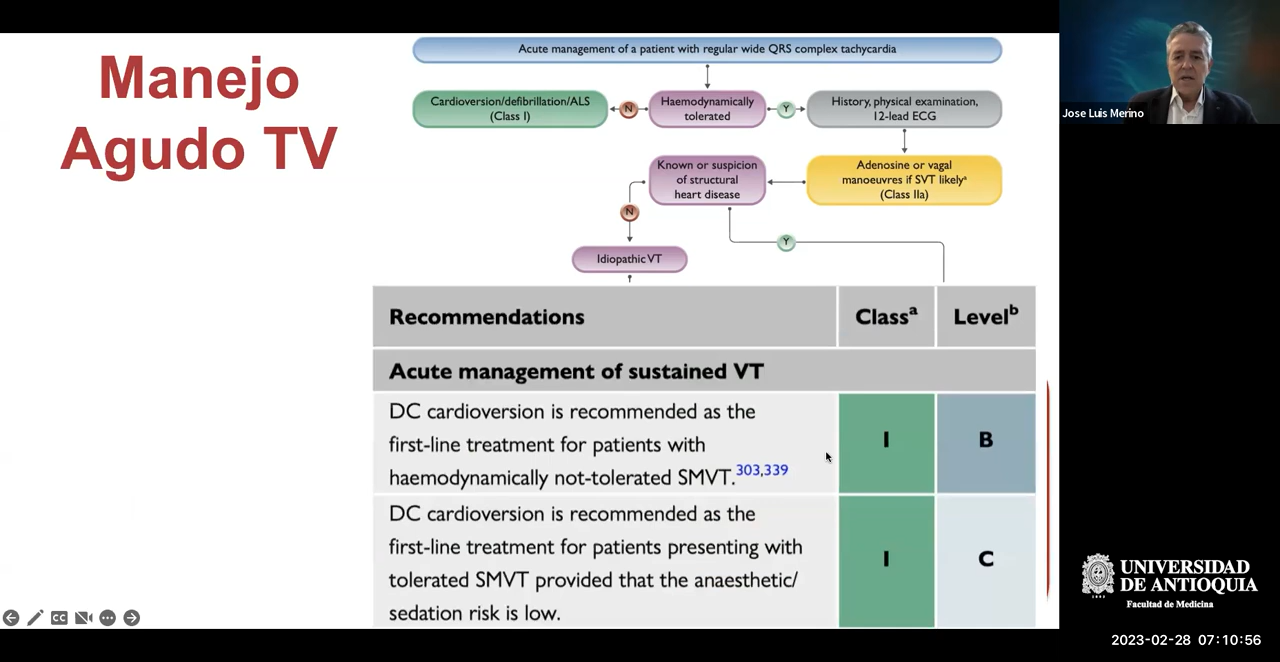 Manejo
Agudo TV
Acute management of a patient with regular wide QRS complex tachycardia
Cardioversion/defibrillation/ALS
(Class I)
N
Haemodynamically
tolerated
Y
History, physical examination,
12-lead ECG
Known or suspicion
of structural
heart disease
Adenosine or vagal
manoeuvres if SVT likelyᵃ
(Class IIa)
N
Y
Idiopathic VT
Recommendations
Classᵃ
Levelᵇ
Acute management of sustained VT
DC cardioversion is recommended as the
first-line treatment for patients with
haemodynamically not-tolerated SMVT.303,339
I
B
DC cardioversion is recommended as the
first-line treatment for patients presenting with
tolerated SMVT provided that the anaesthetic/
sedation risk is low.
I
C
Jose Luis Merino
CC
UNIVERSIDAD
DE ANTIOQUIA
1803
Facultad de Medicina
2023-02-28 07:10:56